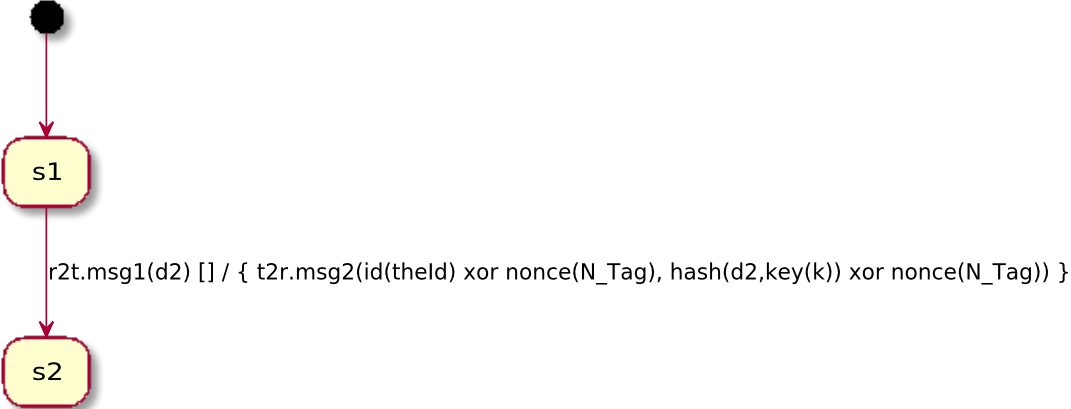 s1
r2t.msg1(d2) [] / { t2r.msg2(id(theId) xor nonce(N_Tag), hash(d2,key(k)) xor nonce(N_Tag)) }
s2